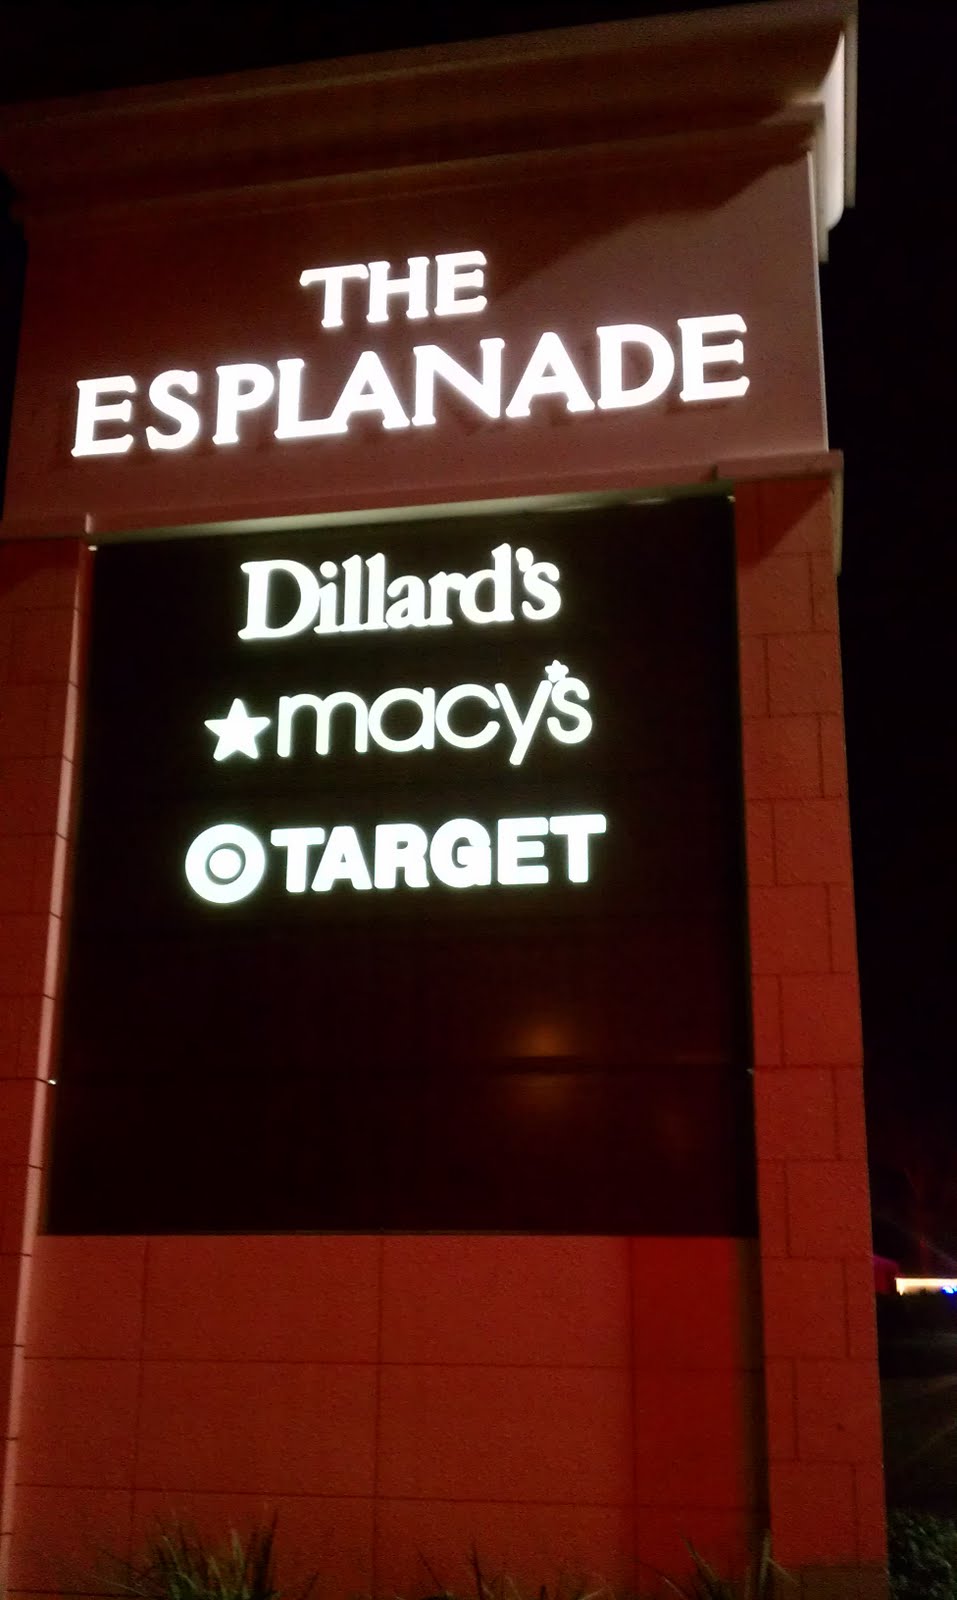 THE
ESPLANADE
Dillard's
macy's
TARGET